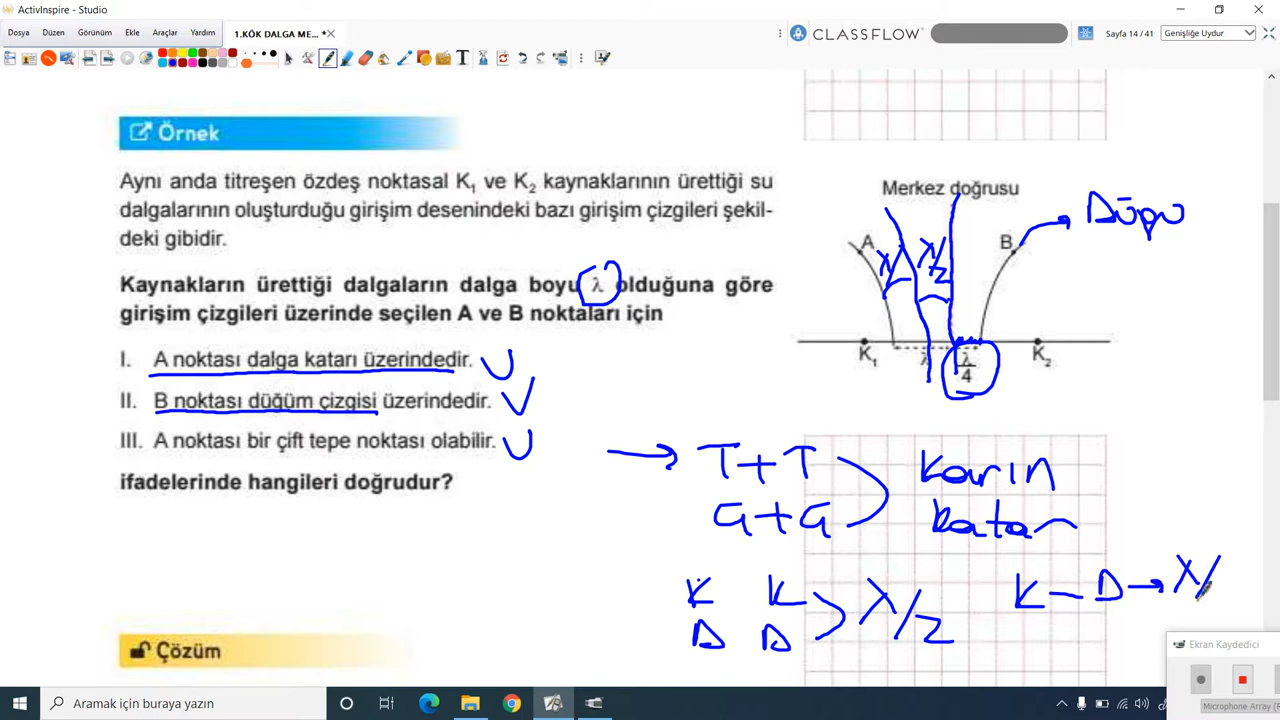 ActivInspire - Studio
Dosya Düzen Görünüm Ekle Araçlar Yardım
1.KÖK DALGA ME... *
CLASSFLOW
Sayfa 14 / 41
Genişliğe Uydur
Örnek
Aynı anda titreşen özdeş noktasal K₁ ve K₂ kaynaklarının ürettiği su
dalgalarının oluşturduğu girişim desenindeki bazı girişim çizgileri şekil-
deki gibidir.
Kaynakların ürettiği dalgaların dalga boyu λ olduğuna göre
girişim çizgileri üzerinde seçilen A ve B noktaları için
I. A noktası dalga katarı üzerindedir.
II. B noktası düğüm çizgisi üzerindedir.
III. A noktası bir çift tepe noktası olabilir.
ifadelerinde hangileri doğrudur?
Merkez doğrusu
Düğü
A
B
λ/2
λ/2
K₁
λ
λ/4
K₂
T+T
Karın
G+G
katar
K K
D D
λ/2
K – D → λ/
Çözüm
Ekran Kaydedici
Microphone Array (R
Aramak için buraya yazın